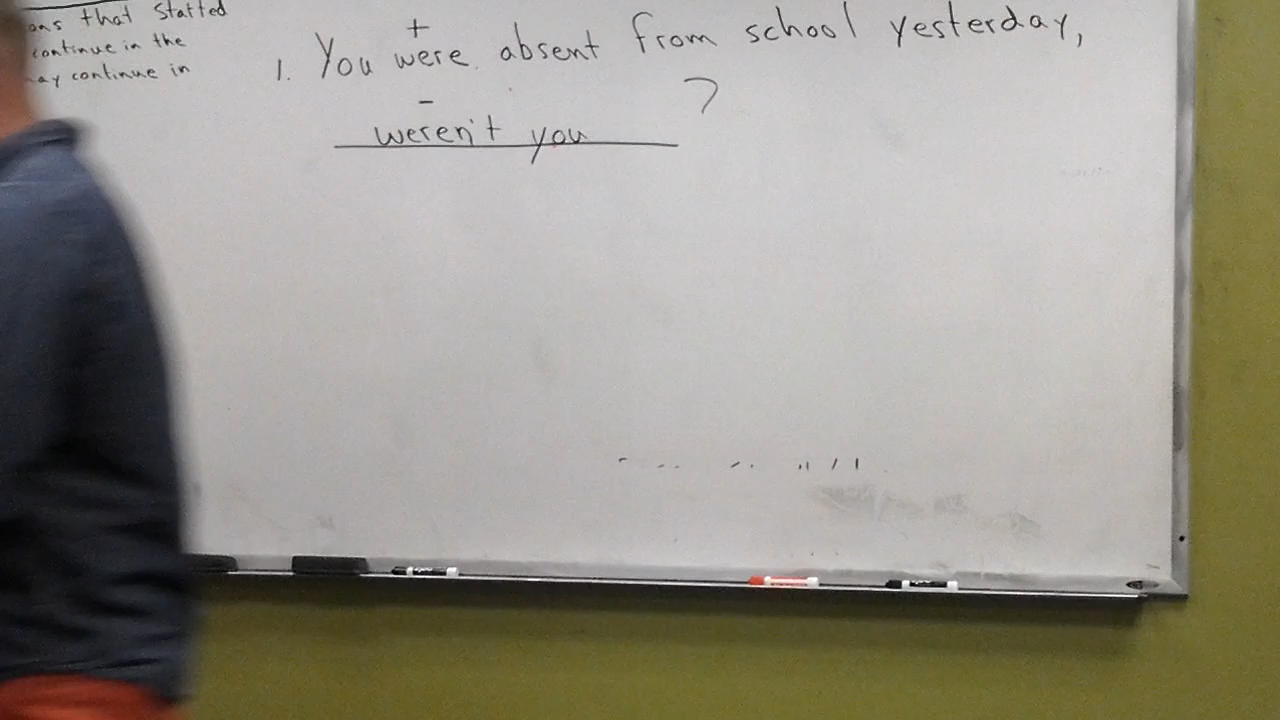 ons that started
continue in the
ay continue in
+
1. You were absent from school yesterday,
-
weren't you ?